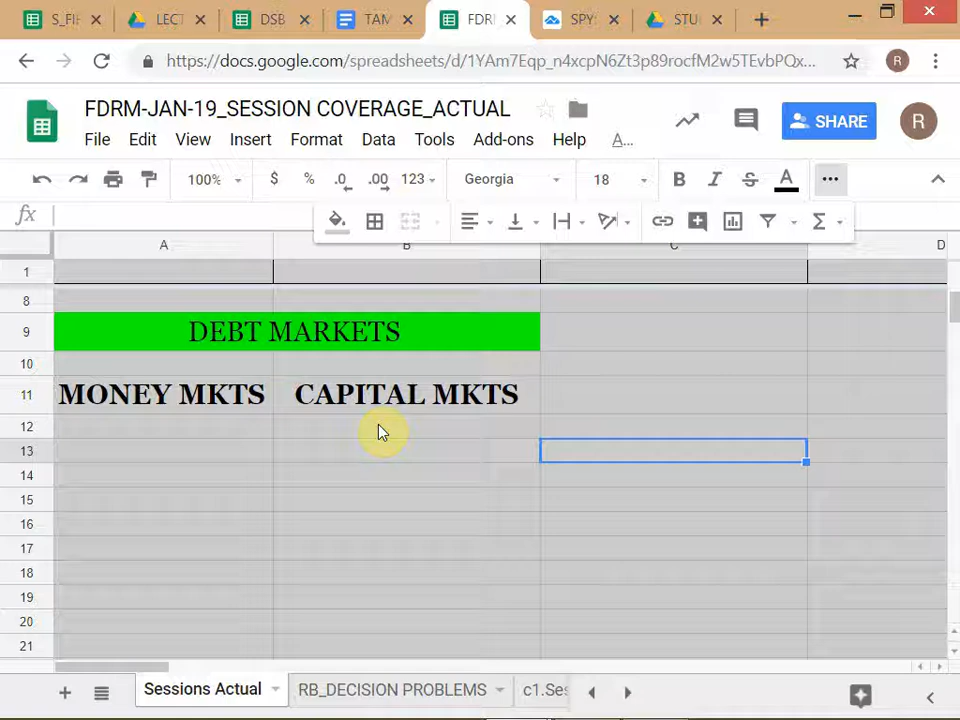 S_FII
LECT
DSB
TAM
FDRM
SPY
STU
https://docs.google.com/spreadsheets/d/1YAm7Eqp_n4xcpN6Zt3p89rocfM2w5TEvbPQx...
R
FDRM-JAN-19_SESSION COVERAGE_ACTUAL
SHARE
R
File Edit View Insert Format Data Tools Add-ons Help A...
100% $ % .0 .00 123 Georgia 18 B I S A
fx
A B C D
1
8
9 DEBT MARKETS
10
11 MONEY MKTS CAPITAL MKTS
12
13
14
15
16
17
18
19
20
21
Sessions Actual RB_DECISION PROBLEMS c1.Ses